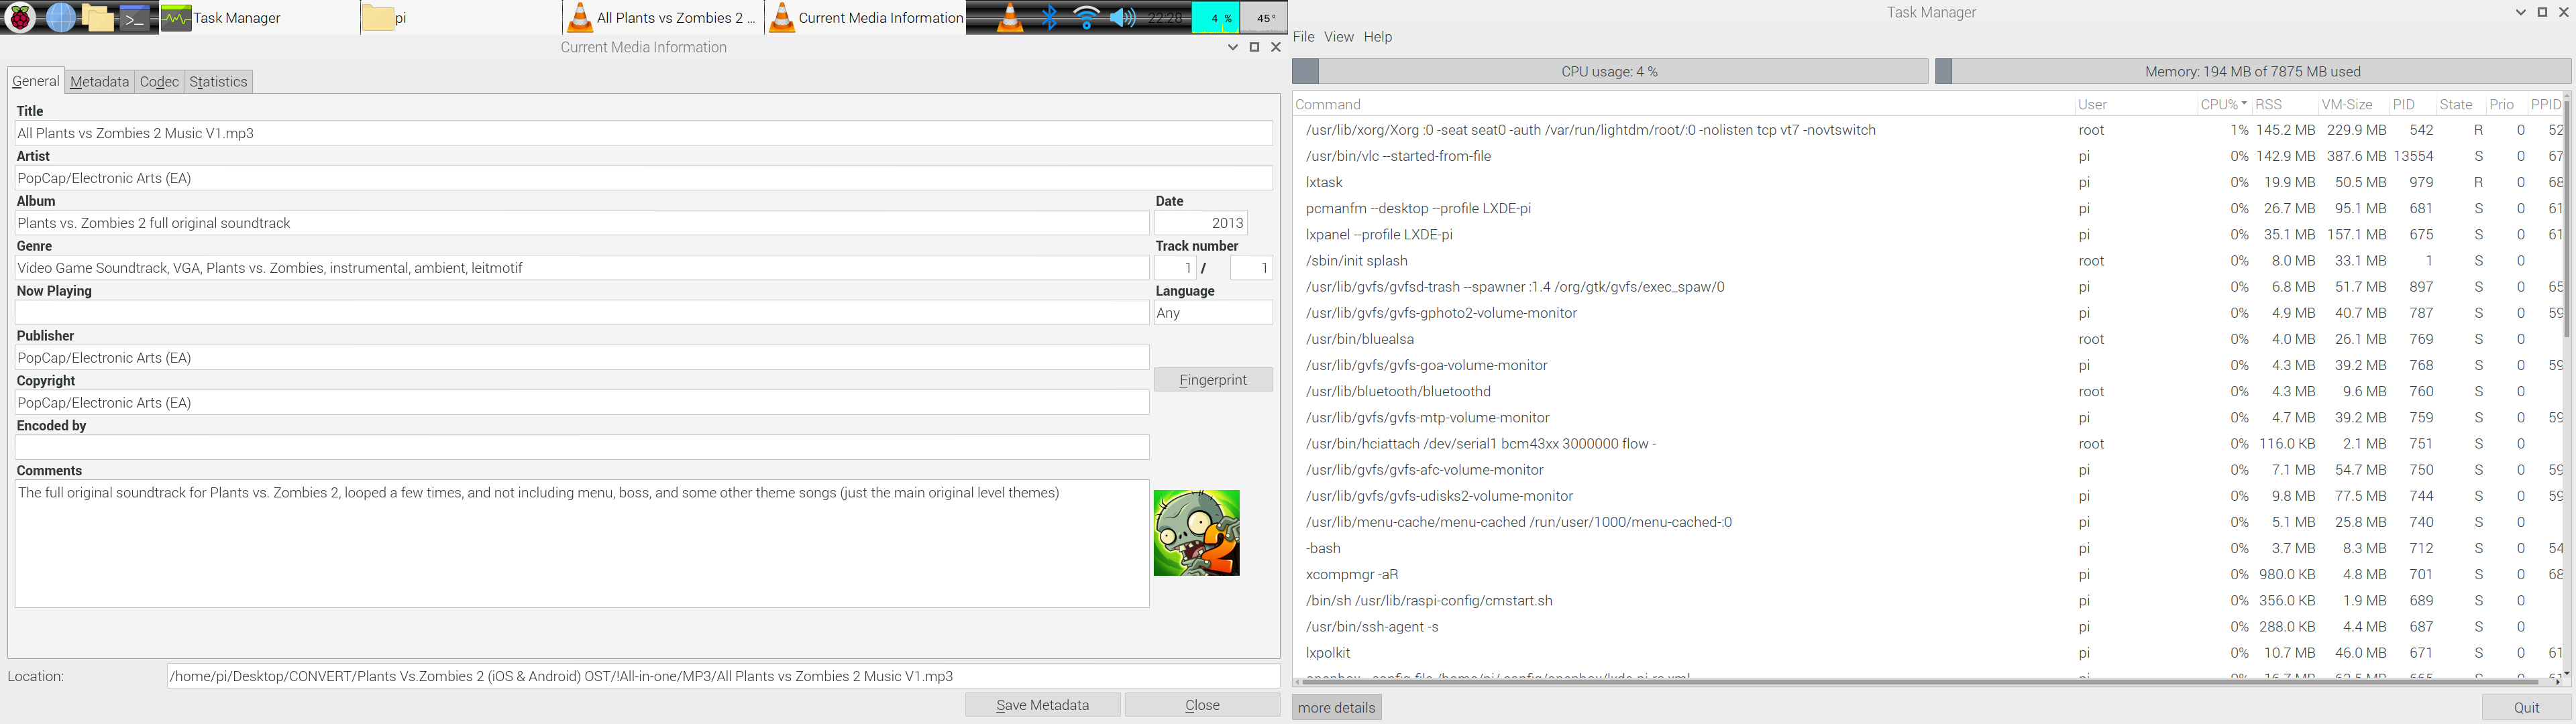 Task Manager
pi
All Plants vs Zombies 2 ...
Current Media Information
22:28
4 %
45°
Current Media Information
General Metadata Codec Statistics
Title
All Plants vs Zombies 2 Music V1.mp3
Artist
PopCap/Electronic Arts (EA)
Album Date
Plants vs. Zombies 2 full original soundtrack 2013
Genre Track number
Video Game Soundtrack, VGA, Plants vs. Zombies, instrumental, ambient, leitmotif 1 / 1
Now Playing Language
Any
Publisher
PopCap/Electronic Arts (EA)
Copyright Fingerprint
PopCap/Electronic Arts (EA)
Encoded by
Comments
The full original soundtrack for Plants vs. Zombies 2, looped a few times, and not including menu, boss, and some other theme songs (just the main original level themes)
2
Location: /home/pi/Desktop/CONVERT/Plants Vs.Zombies 2 (iOS & Android) OST/!All-in-one/MP3/All Plants vs Zombies 2 Music V1.mp3
Save Metadata Close
Task Manager
File View Help
CPU usage: 4 % Memory: 194 MB of 7875 MB used
Command User CPU% RSS VM-Size PID State Prio PPID
/usr/lib/xorg/Xorg :0 -seat seat0 -auth /var/run/lightdm/root/:0 -nolisten tcp vt7 -novtswitch root 1% 145.2 MB 229.9 MB 542 R 0 52
/usr/bin/vlc --started-from-file pi 0% 142.9 MB 387.6 MB 13554 S 0 67
lxtask pi 0% 19.9 MB 50.5 MB 979 R 0 68
pcmanfm --desktop --profile LXDE-pi pi 0% 26.7 MB 95.1 MB 681 S 0 61
lxpanel --profile LXDE-pi pi 0% 35.1 MB 157.1 MB 675 S 0 61
/sbin/init splash root 0% 8.0 MB 33.1 MB 1 S 0
/usr/lib/gvfs/gvfsd-trash --spawner :1.4 /org/gtk/gvfs/exec_spaw/0 pi 0% 6.8 MB 51.7 MB 897 S 0 65
/usr/lib/gvfs/gvfs-gphoto2-volume-monitor pi 0% 4.9 MB 40.7 MB 787 S 0 59
/usr/bin/bluealsa root 0% 4.0 MB 26.1 MB 769 S 0
/usr/lib/gvfs/gvfs-goa-volume-monitor pi 0% 4.3 MB 39.2 MB 768 S 0 59
/usr/lib/bluetooth/bluetoothd root 0% 4.3 MB 9.6 MB 760 S 0
/usr/lib/gvfs/gvfs-mtp-volume-monitor pi 0% 4.7 MB 39.2 MB 759 S 0 59
/usr/bin/hciattach /dev/serial1 bcm43xx 3000000 flow - root 0% 116.0 KB 2.1 MB 751 S 0
/usr/lib/gvfs/gvfs-afc-volume-monitor pi 0% 7.1 MB 54.7 MB 750 S 0 59
/usr/lib/gvfs/gvfs-udisks2-volume-monitor pi 0% 9.8 MB 77.5 MB 744 S 0 59
/usr/lib/menu-cache/menu-cached /run/user/1000/menu-cached-:0 pi 0% 5.1 MB 25.8 MB 740 S 0
-bash pi 0% 3.7 MB 8.3 MB 712 S 0 54
xcompmgr -aR pi 0% 980.0 KB 4.8 MB 701 S 0 68
/bin/sh /usr/lib/raspi-config/cmstart.sh pi 0% 356.0 KB 1.9 MB 689 S 0
/usr/bin/ssh-agent -s pi 0% 288.0 KB 4.4 MB 687 S 0
lxpolkit pi 0% 10.7 MB 46.0 MB 671 S 0 61
more details Quit